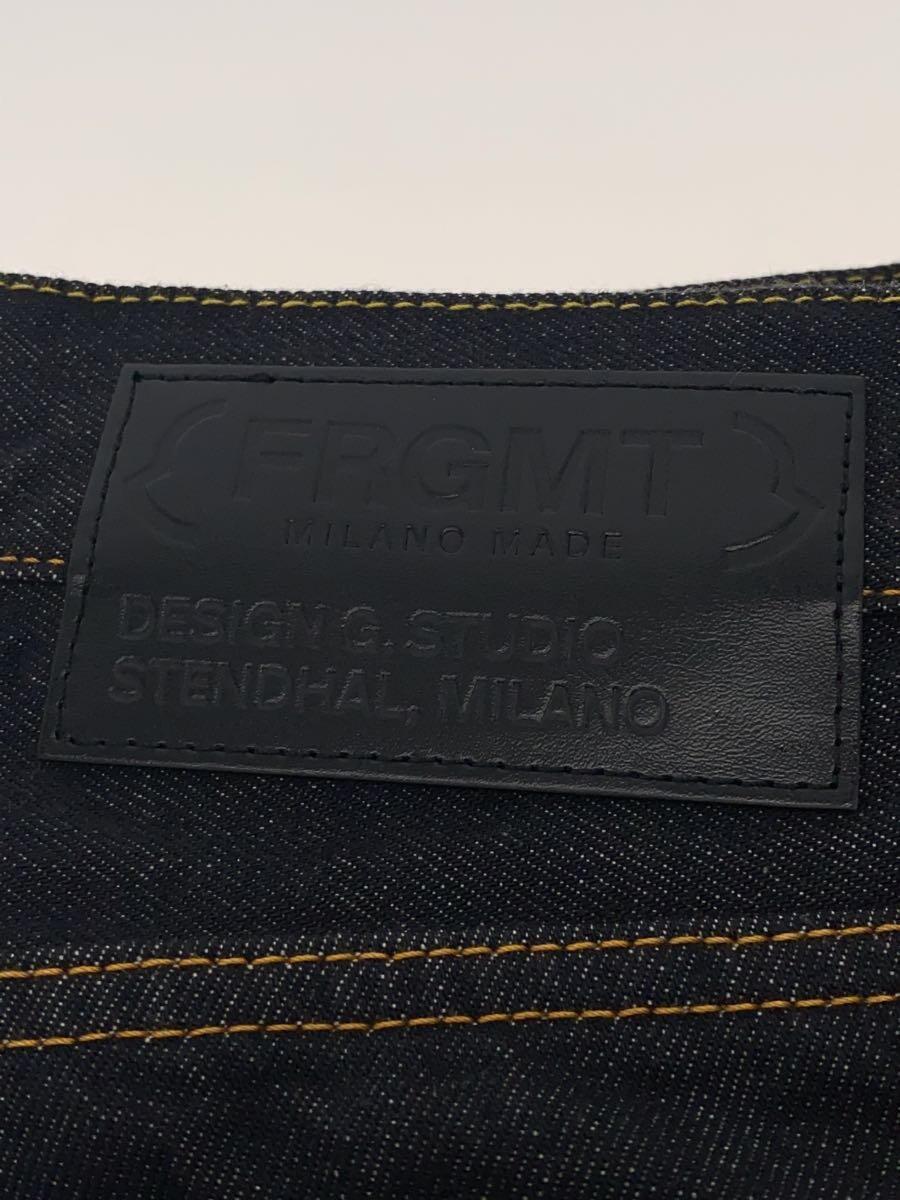 FRGMT
MILANO MADE
DESIGN G. STUDIO
STENDHAL, MILANO